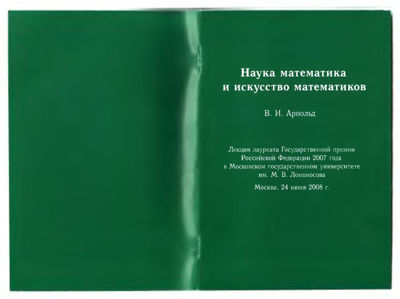 Наука математика
и искусство математиков
В. И. Арнольд
Лекция лауреата Государственной премии
Российской Федерации 2007 года
в Московском государственном университете
им. М. В. Ломоносова
Москва, 24 июня 2008 г.